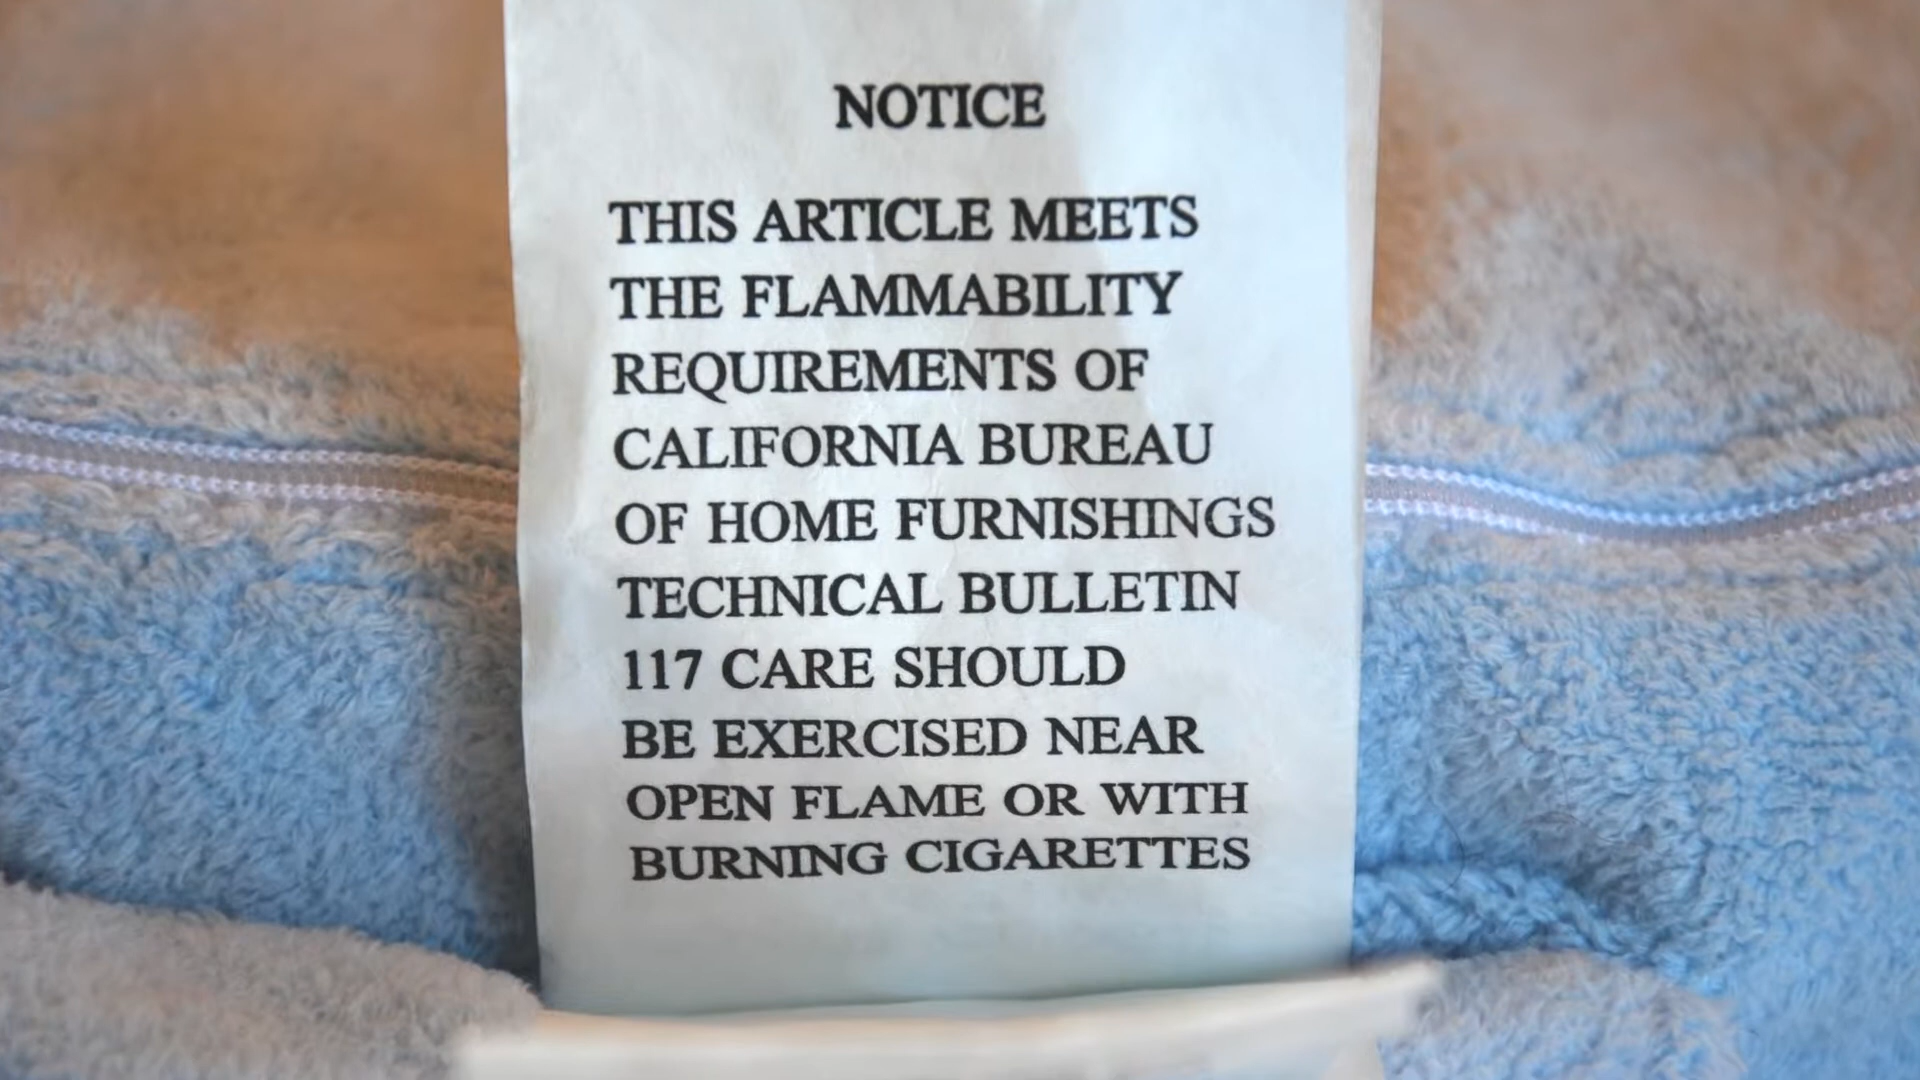 NOTICE
THIS ARTICLE MEETS
THE FLAMMABILITY
REQUIREMENTS OF
CALIFORNIA BUREAU
OF HOME FURNISHINGS
TECHNICAL BULLETIN
117 CARE SHOULD
BE EXERCISED NEAR
OPEN FLAME OR WITH
BURNING CIGARETTES